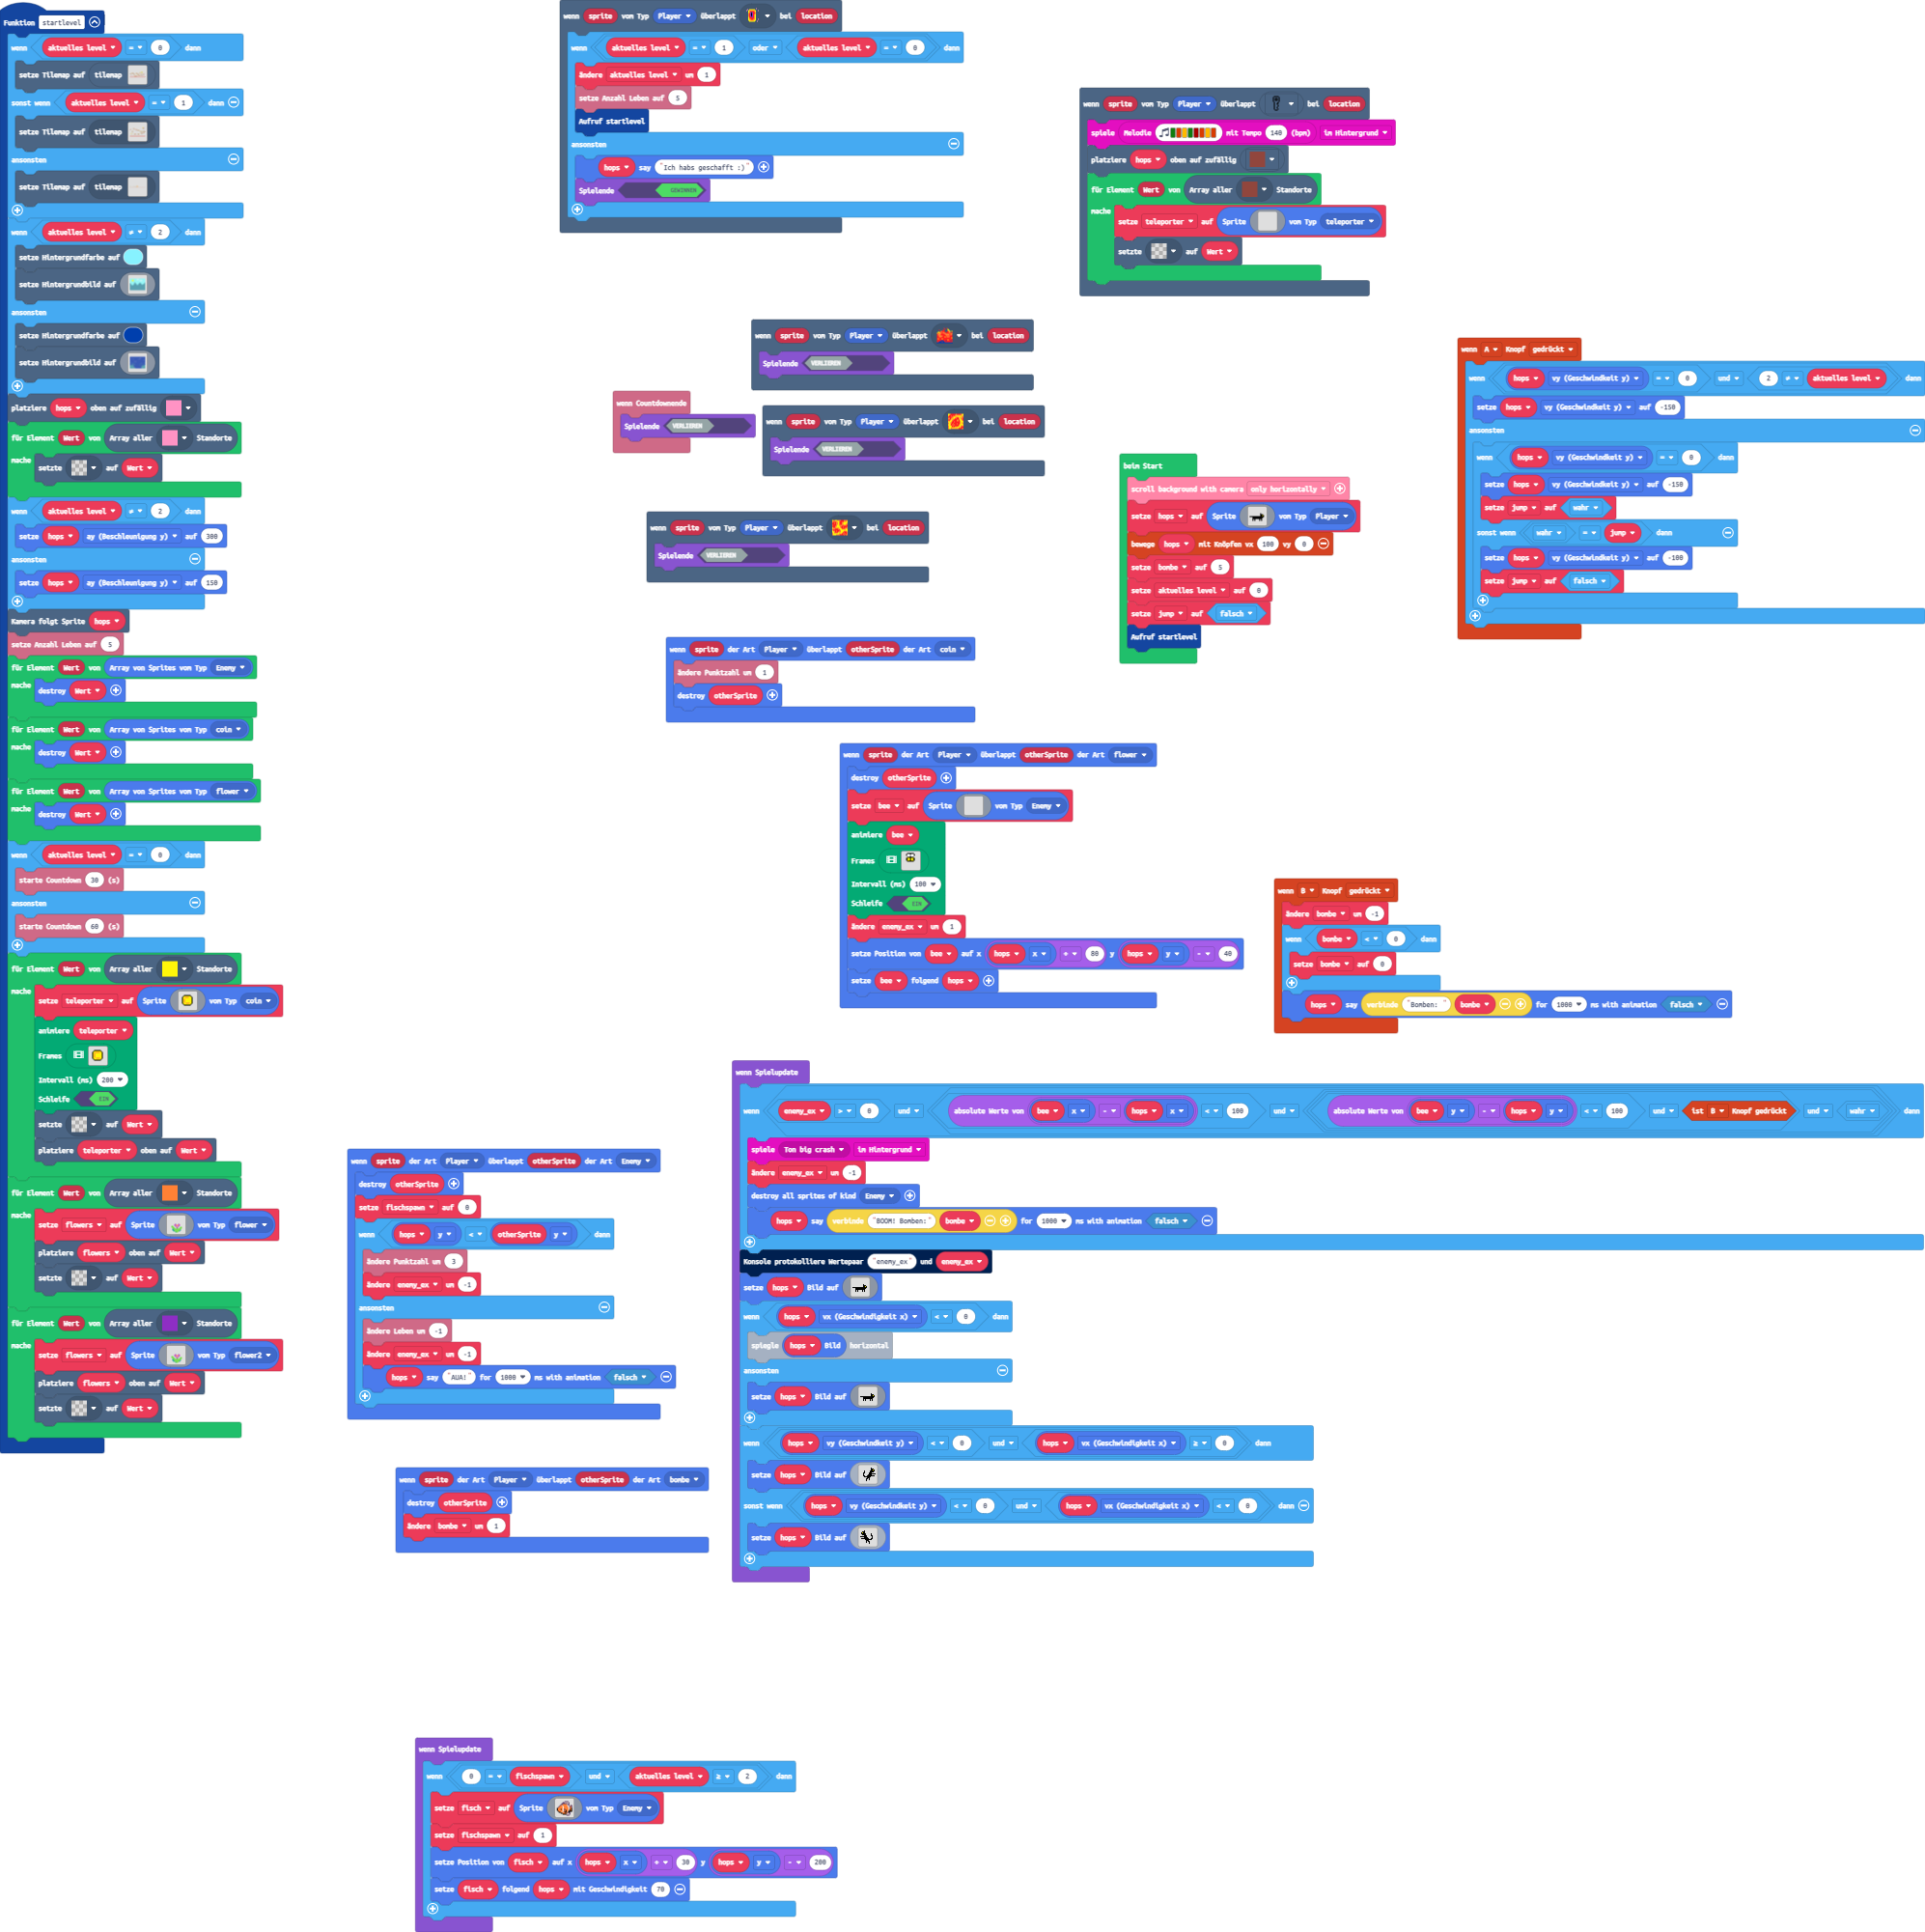 Funktion startlevel
wenn aktuelles level = 0 dann
setze Tilemap auf tilemap
sonst wenn aktuelles level = 1 dann
setze Tilemap auf tilemap
ansonsten
setze Tilemap auf tilemap
wenn aktuelles level ≠ 2 dann
setze Hintergrundfarbe auf
setze Hintergrundbild auf
ansonsten
setze Hintergrundfarbe auf
setze Hintergrundbild auf
platziere hops oben auf zufällig
für Element Wert von Array aller Standorte
mache setzte auf Wert
wenn aktuelles level ≠ 2 dann
setze hops ay (Beschleunigung y) auf 300
ansonsten
setze hops ay (Beschleunigung y) auf 150
Kamera folgt Sprite hops
setze Anzahl Leben auf 5
für Element Wert von Array von Sprites vom Typ Enemy
mache destroy Wert
für Element Wert von Array von Sprites vom Typ coin
mache destroy Wert
für Element Wert von Array von Sprites vom Typ flower
mache destroy Wert
wenn aktuelles level = 0 dann
starte Countdown 30 (s)
ansonsten
starte Countdown 60 (s)
für Element Wert von Array aller Standorte
mache setze teleporter auf Sprite vom Typ coin
animiere teleporter
Frames
Intervall (ms) 200
Schleife EIN
setzte auf Wert
platziere teleporter oben auf Wert
für Element Wert von Array aller Standorte
mache setze flowers auf Sprite vom Typ flower
platziere flowers oben auf Wert
setzte auf Wert
für Element Wert von Array aller Standorte
mache setze flowers auf Sprite vom Typ flower2
platziere flowers oben auf Wert
setzte auf Wert
wenn sprite vom Typ Player überlappt bei location
wenn aktuelles level = 1 oder aktuelles level = 0 dann
ändere aktuelles level um 1
setze Anzahl Leben auf 5
Aufruf startlevel
ansonsten
hops say "Ich habs geschafft :)"
Spielende GEWINNEN
wenn sprite vom Typ Player überlappt bei location
spiele Melodie mit Tempo 140 (bpm) im Hintergrund
platziere hops oben auf zufällig
für Element Wert von Array aller Standorte
mache setze teleporter auf Sprite vom Typ teleporter
setzte auf Wert
wenn sprite vom Typ Player überlappt bei location
Spielende VERLIEREN
wenn Countdownende
Spielende VERLIEREN
wenn sprite vom Typ Player überlappt bei location
Spielende VERLIEREN
wenn sprite vom Typ Player überlappt bei location
Spielende VERLIEREN
wenn A Knopf gedrückt
wenn hops vy (Geschwindkeit y) = 0 und 2 ≠ aktuelles level dann
setze hops vy (Geschwindkeit y) auf -150
ansonsten
wenn hops vy (Geschwindkeit y) = 0 dann
setze hops vy (Geschwindkeit y) auf -150
setze jump auf wahr
sonst wenn wahr = jump dann
setze hops vy (Geschwindkeit y) auf -100
setze jump auf falsch
beim Start
scroll background with camera only horizontally
setze hops auf Sprite vom Typ Player
bewege hops mit Knöpfen vx 100 vy 0
setze bombe auf 5
setze aktuelles level auf 0
setze jump auf falsch
Aufruf startlevel
wenn sprite der Art Player überlappt otherSprite der Art coin
ändere Punktzahl um 1
destroy otherSprite
wenn sprite der Art Player überlappt otherSprite der Art flower
destroy otherSprite
setze bee auf Sprite vom Typ Enemy
animiere bee
Frames
Intervall (ms) 100
Schleife EIN
ändere enemy_ex um 1
setze Position von bee auf x hops x + 80 y hops y - 40
setze bee folgend hops
wenn B Knopf gedrückt
ändere bombe um -1
wenn bombe < 0 dann
setze bombe auf 0
hops say verbinde "Bomben: " bombe for 1000 ms with animation falsch
wenn Spielupdate
wenn enemy_ex > 0 und absolute Werte von bee x - hops x < 100 und absolute Werte von bee y - hops y < 100 und ist B Knopf gedrückt und wahr dann
spiele Ton big crash im Hintergrund
ändere enemy_ex um -1
destroy all sprites of kind Enemy
hops say verbinde "BOOM! Bomben:" bombe for 1000 ms with animation falsch
Konsole protokolliere Wertepaar "enemy_ex" und enemy_ex
setze hops Bild auf
wenn hops vx (Geschwindigkeit x) < 0 dann
spiegle hops Bild horizontal
ansonsten
setze hops Bild auf
wenn hops vy (Geschwindkeit y) < 0 und hops vx (Geschwindigkeit x) ≥ 0 dann
setze hops Bild auf
sonst wenn hops vy (Geschwindkeit y) < 0 und hops vx (Geschwindigkeit x) < 0 dann
setze hops Bild auf
wenn sprite der Art Player überlappt otherSprite der Art Enemy
destroy otherSprite
setze fischspawn auf 0
wenn hops y < otherSprite y dann
ändere Punktzahl um 3
ändere enemy_ex um -1
ansonsten
ändere Leben um -1
ändere enemy_ex um -1
hops say "AUA!" for 1000 ms with animation falsch
wenn sprite der Art Player überlappt otherSprite der Art bombe
destroy otherSprite
ändere bombe um 1
wenn Spielupdate
wenn 0 = fischspawn und aktuelles level ≥ 2 dann
setze fisch auf Sprite vom Typ Enemy
setze fischspawn auf 1
setze Position von fisch auf x hops x + 30 y hops y - 200
setze fisch folgend hops mit Geschwindigkeit 70